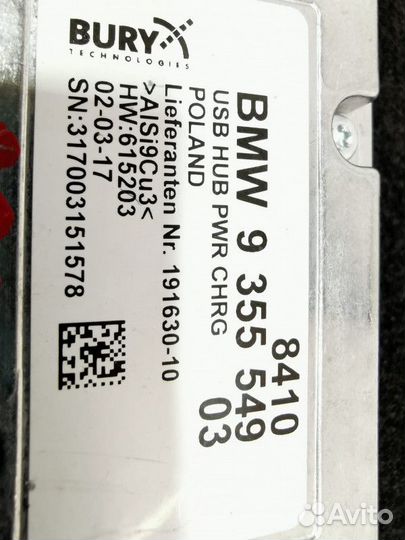 BURY
TECHNOLOGIES
8410
BMW 9 355 549 03
USB HUB PWR CHRG
POLAND
Lieferanten Nr. 191630-10
>AlSi9Cu3<
HW:615203
02-03-17
SN:317003151578
Avito